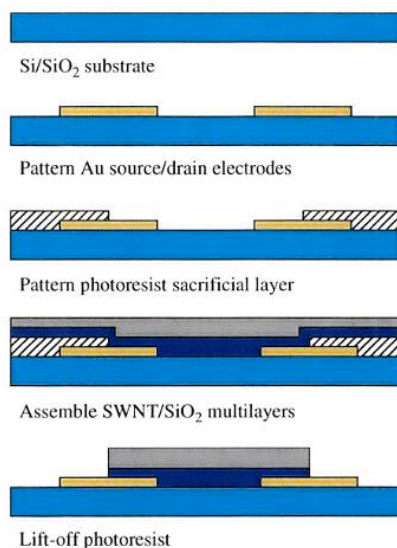 Si/SiO₂ substrate
Pattern Au source/drain electrodes
Pattern photoresist sacrificial layer
Assemble SWNT/SiO₂ multilayers
Lift-off photoresist